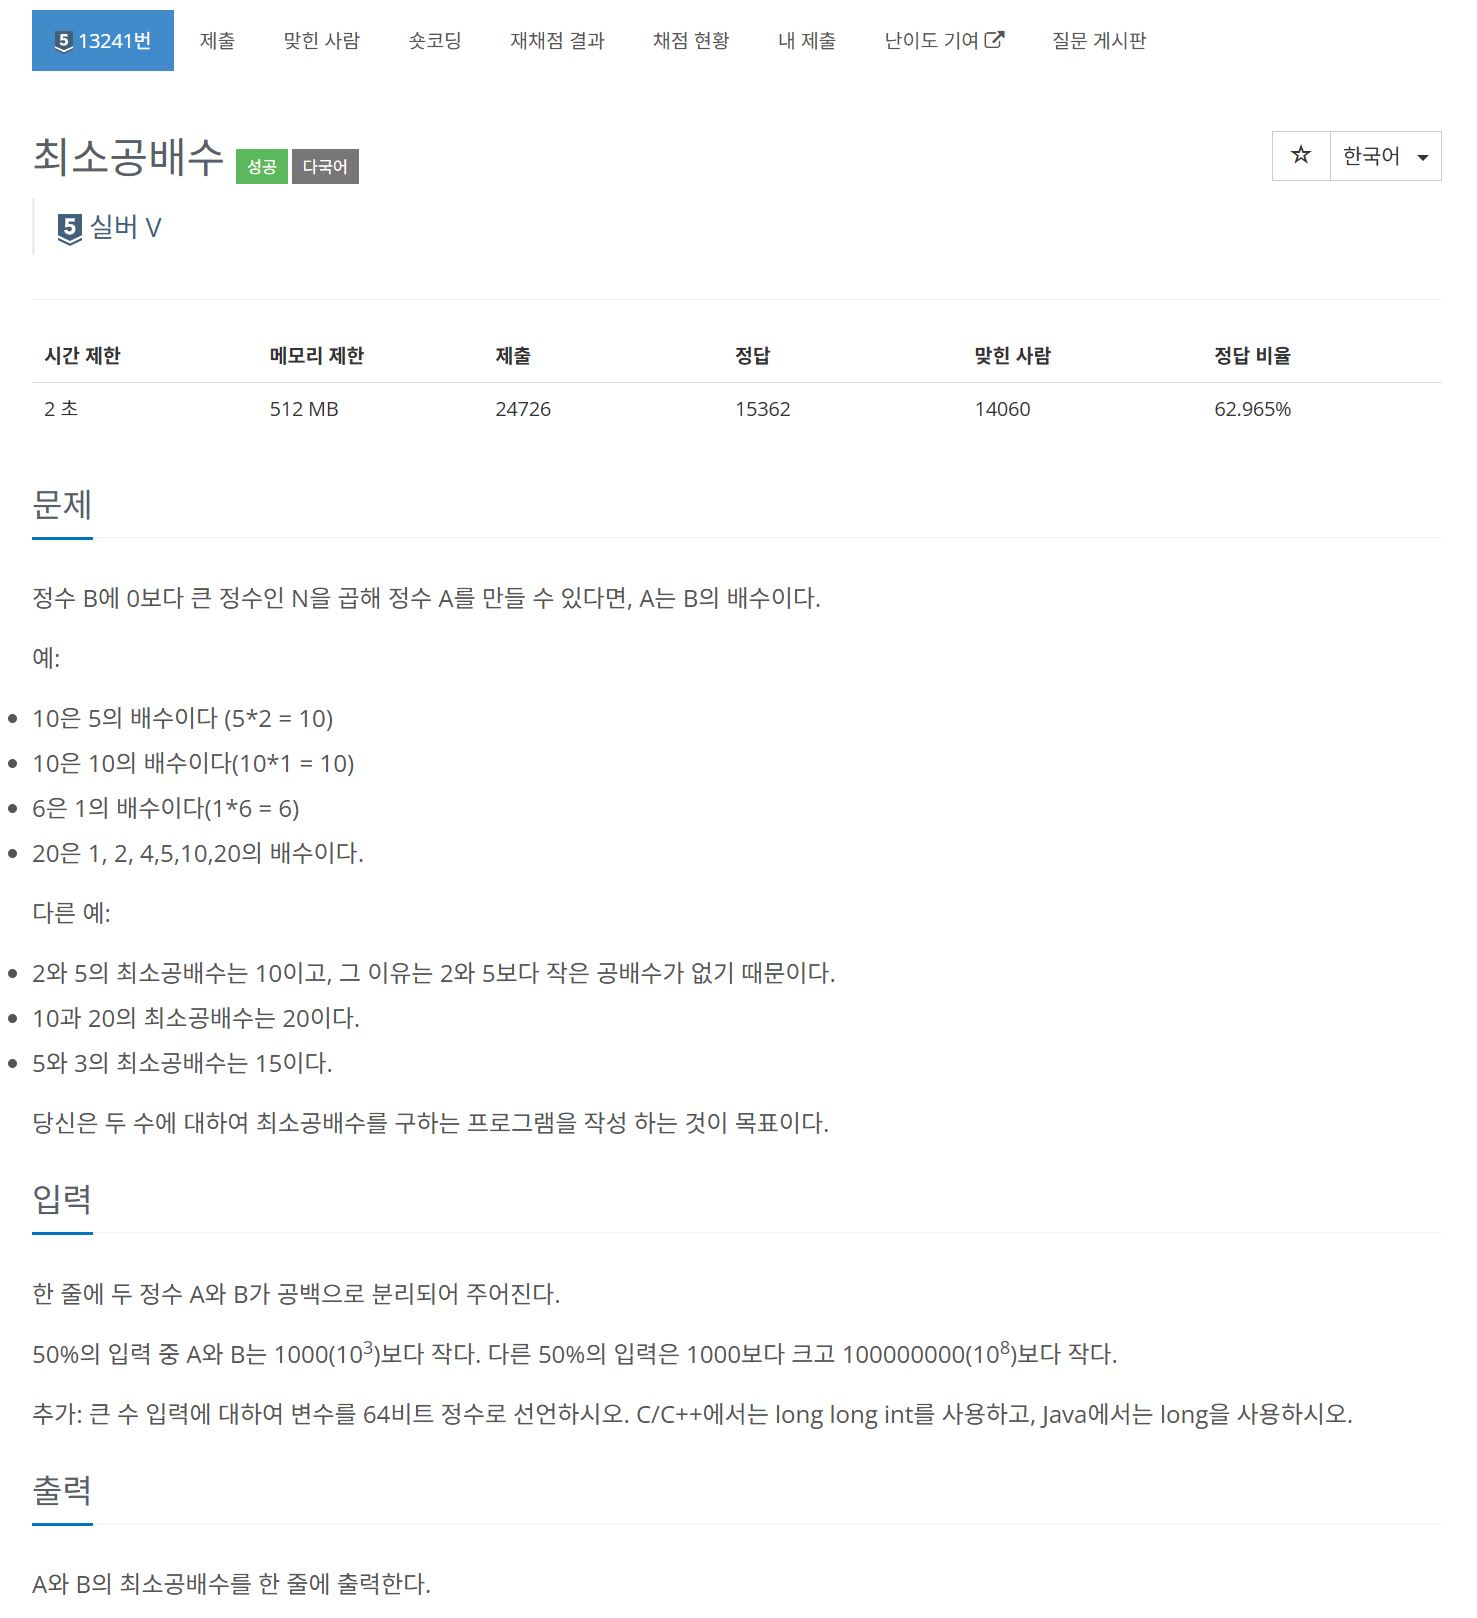 5 13241번 제출 맞힌 사람 숏코딩 재채점 결과 채점 현황 내 제출 난이도 기여 질문 게시판
최소공배수 성공 다국어 ☆ 한국어
5 실버 V
시간 제한 메모리 제한 제출 정답 맞힌 사람 정답 비율
2 초 512 MB 24726 15362 14060 62.965%
문제
정수 B에 0보다 큰 정수인 N을 곱해 정수 A를 만들 수 있다면, A는 B의 배수이다.
예:
• 10은 5의 배수이다 (5*2 = 10)
• 10은 10의 배수이다(10*1 = 10)
• 6은 1의 배수이다(1*6 = 6)
• 20은 1, 2, 4,5,10,20의 배수이다.
다른 예:
• 2와 5의 최소공배수는 10이고, 그 이유는 2와 5보다 작은 공배수가 없기 때문이다.
• 10과 20의 최소공배수는 20이다.
• 5와 3의 최소공배수는 15이다.
당신은 두 수에 대하여 최소공배수를 구하는 프로그램을 작성 하는 것이 목표이다.
입력
한 줄에 두 정수 A와 B가 공백으로 분리되어 주어진다.
50%의 입력 중 A와 B는 1000(10³)보다 작다. 다른 50%의 입력은 1000보다 크고 100000000(10⁸)보다 작다.
추가: 큰 수 입력에 대하여 변수를 64비트 정수로 선언하시오. C/C++에서는 long long int를 사용하고, Java에서는 long을 사용하시오.
출력
A와 B의 최소공배수를 한 줄에 출력한다.